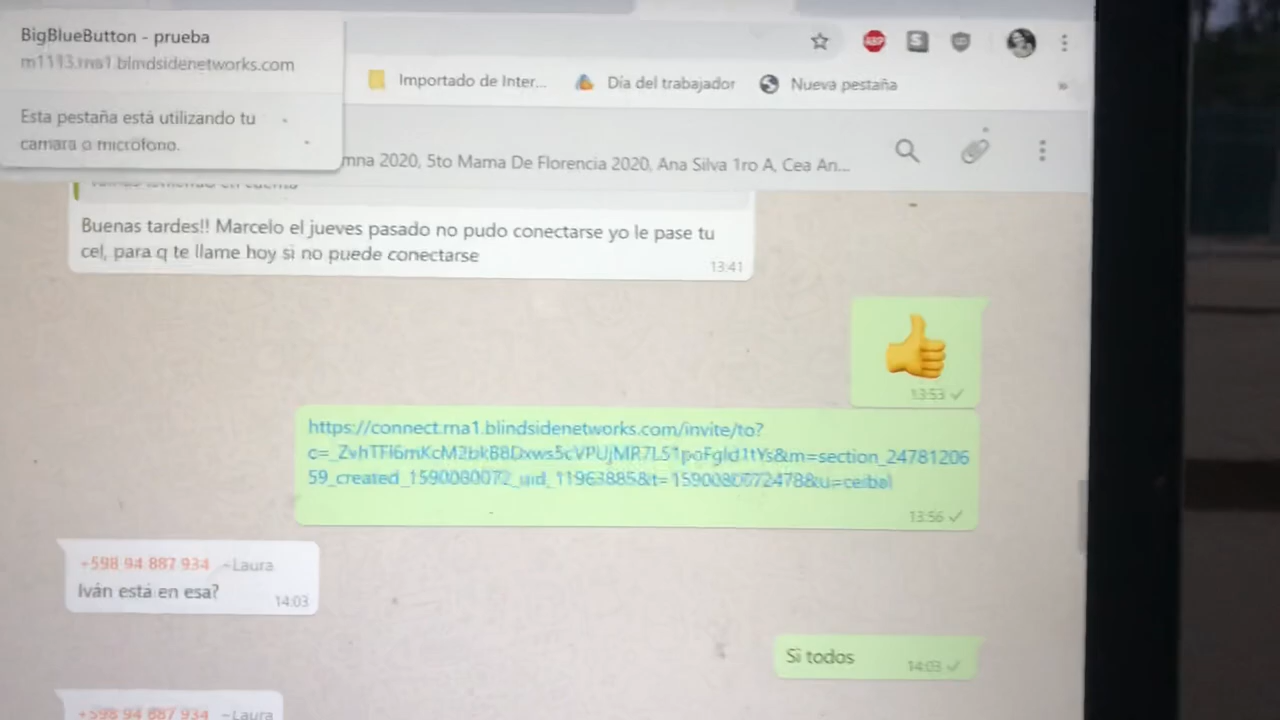 BigBlueButton - prueba
m1113.rna1.blindsidenetworks.com
Esta pestaña está utilizando tu
cámara o micrófono.
Importado de Inter...
Día del trabajador
Nueva pestaña
»
mna 2020, 5to Mama De Florencia 2020, Ana Silva 1ro A, Cea An...
Buenas tardes!! Marcelo el jueves pasado no pudo conectarse yo le pase tu
cel, para q te llame hoy si no puede conectarse
13:41
13:53
https://connect.rna1.blindsidenetworks.com/invite/to?
59_created_1590080072_uid_11963885&t=1590080072478&u=ceibal
13:56
+598 94 887 934 ~Laura
Iván está en esa?
14:03
Si todos
14:03
+598 94 887 934 ~Laura